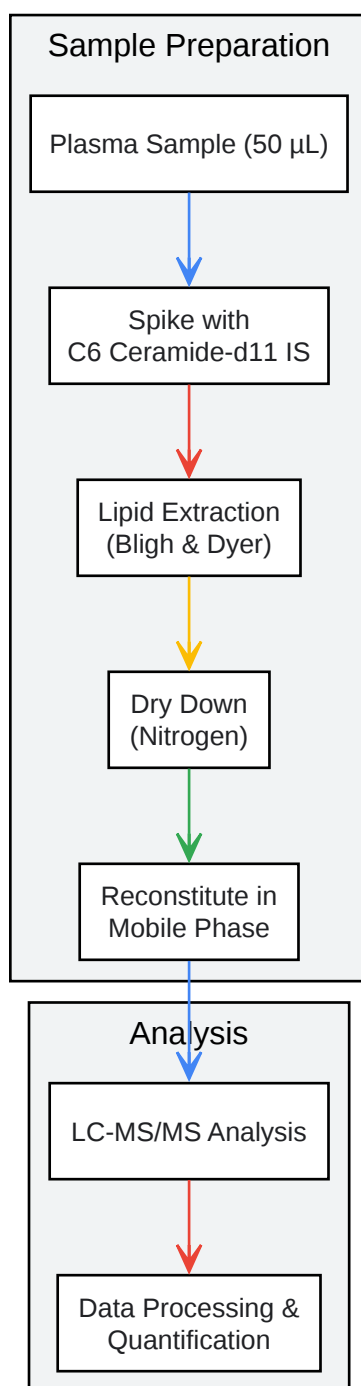 Sample Preparation
Plasma Sample (50 µL)
Spike with
C6 Ceramide-d11 IS
Lipid Extraction
(Bligh & Dyer)
Dry Down
(Nitrogen)
Reconstitute in
Mobile Phase
Analysis
LC-MS/MS Analysis
Data Processing &
Quantification